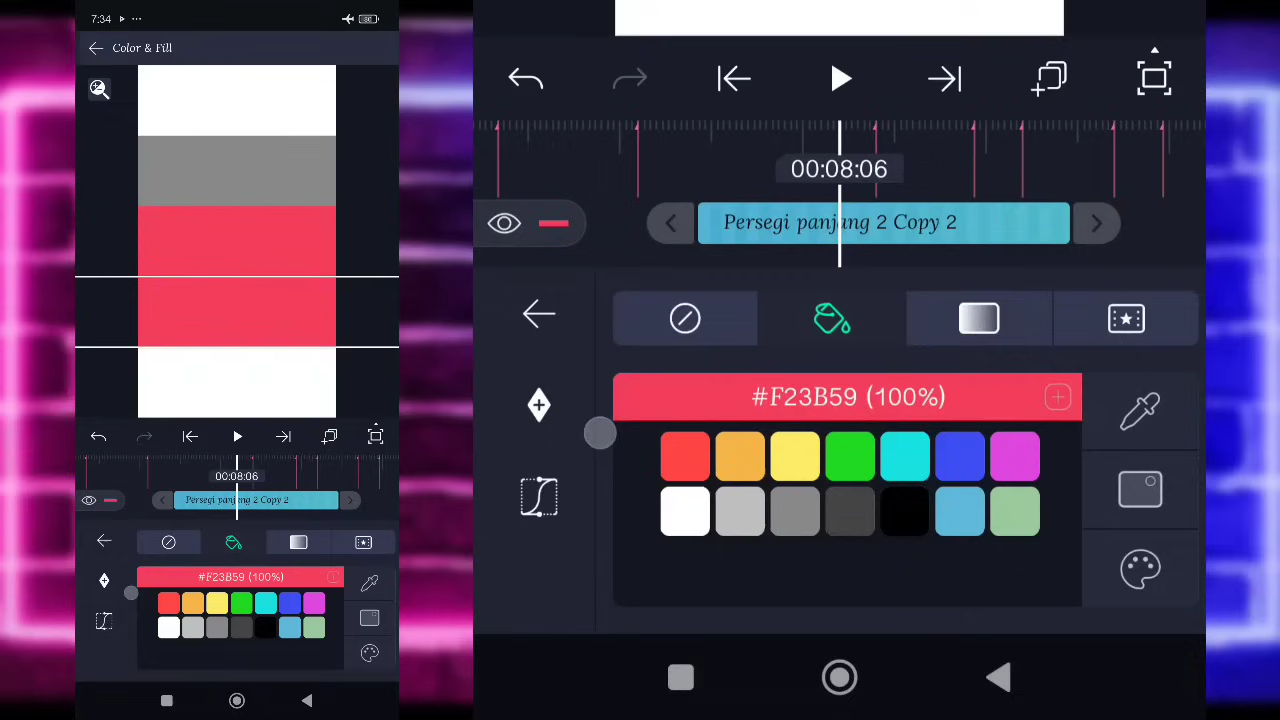 7:34
Color & Fill
00:08:06
Persegi panjang 2 Copy 2
#F23B59 (100%)
00:08:06
Persegi panjang 2 Copy 2
#F23B59 (100%)